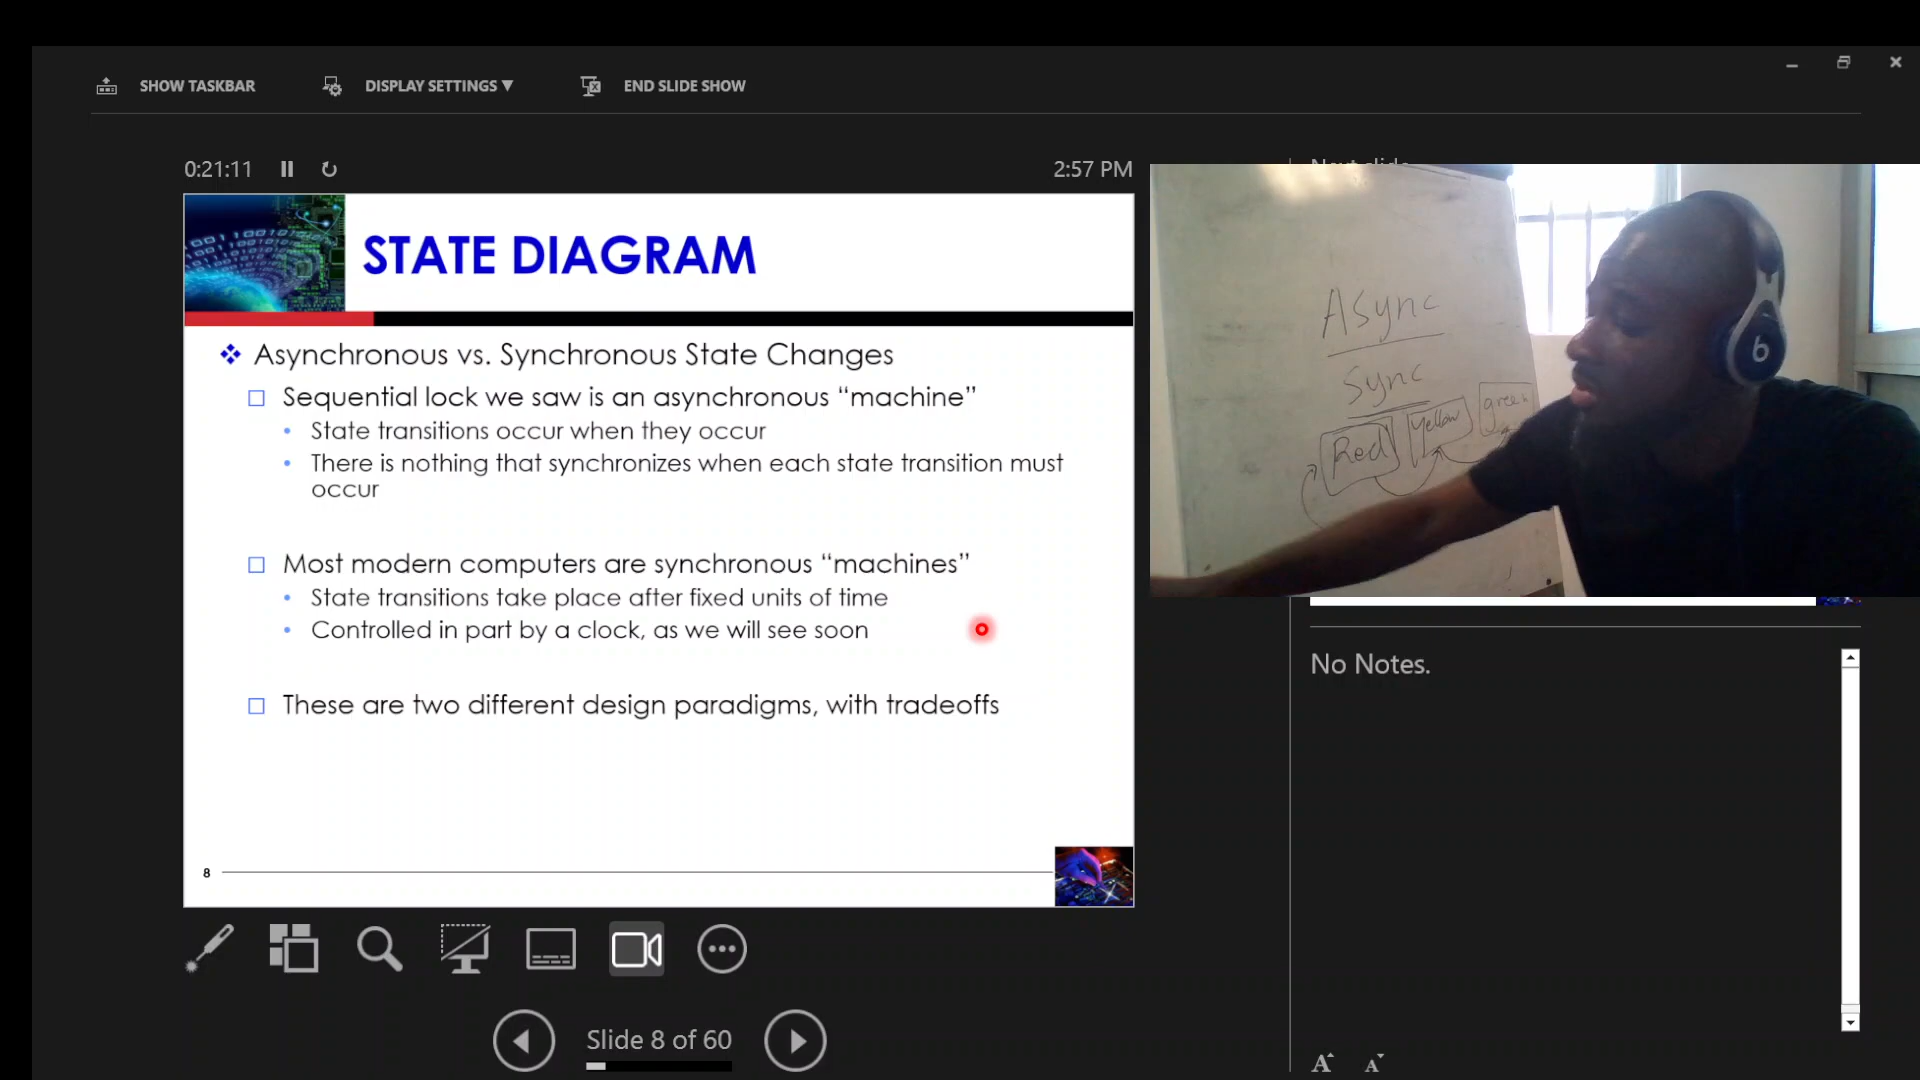 SHOW TASKBAR DISPLAY SETTINGS ▼ END SLIDE SHOW
0:21:11 2:57 PM
Next slide
STATE DIAGRAM
Asynchronous vs. Synchronous State Changes
Sequential lock we saw is an asynchronous “machine”
• State transitions occur when they occur
• There is nothing that synchronizes when each state transition must
occur
Most modern computers are synchronous “machines”
• State transitions take place after fixed units of time
• Controlled in part by a clock, as we will see soon
These are two different design paradigms, with tradeoffs
8
Async
Sync
Red Yellow green
b
No Notes.
Slide 8 of 60
A A